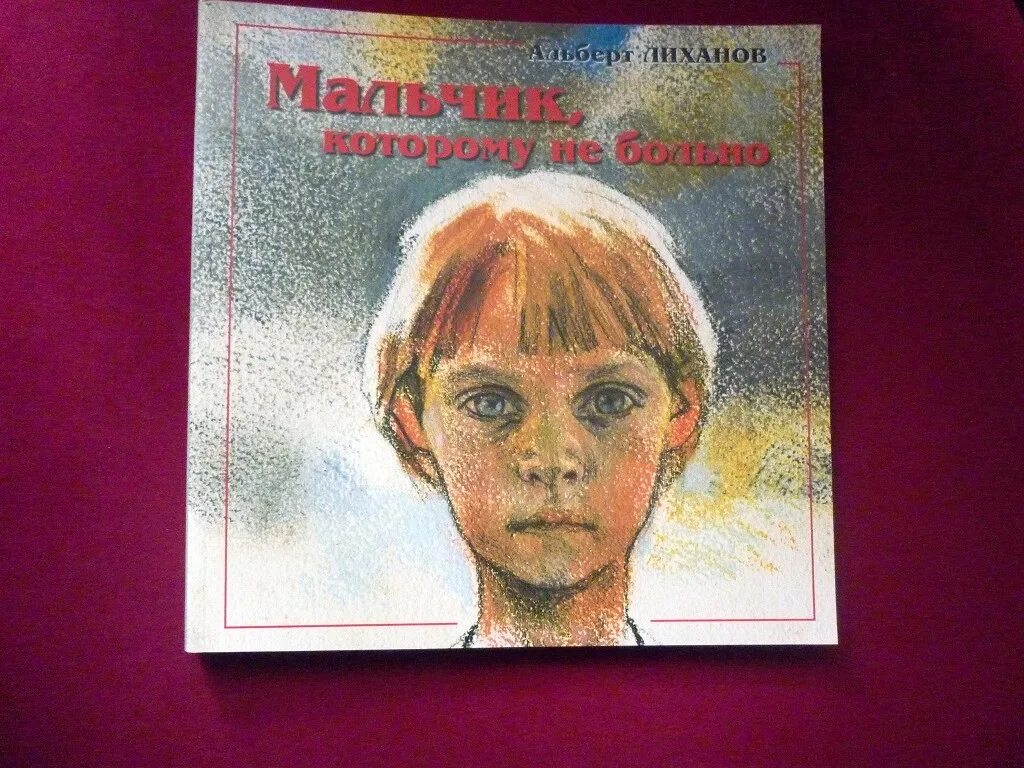 Альберт ЛИХАНОВ
Мальчик,
которому не больно